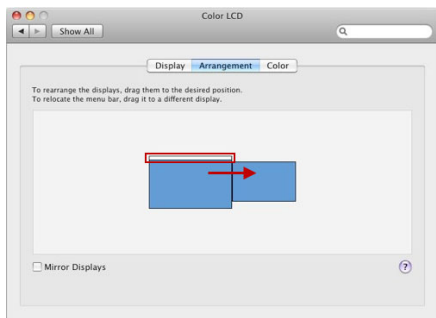 Color LCD
Show All
Display Arrangement Color
To rearrange the displays, drag them to the desired position.
To relocate the menu bar, drag it to a different display.
Mirror Displays
?